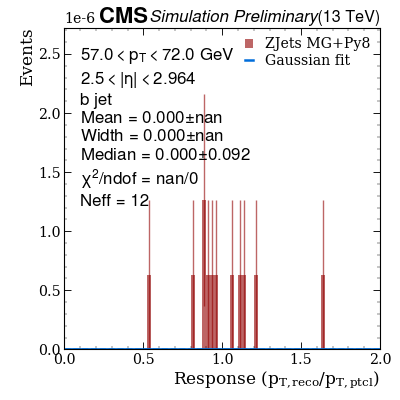 1e-6 CMS Simulation Preliminary (13 TeV)
Events
57.0 < p_T < 72.0 GeV
2.5 < |η| < 2.964
b jet
Mean = 0.000±nan
Width = 0.000±nan
Median = 0.000±0.092
χ²/ndof = nan/0
Neff = 12
ZJets MG+Py8
Gaussian fit
2.5
2.0
1.5
1.0
0.5
0.0
0.0 0.5 1.0 1.5 2.0
Response (p_T,reco/p_T,ptcl)